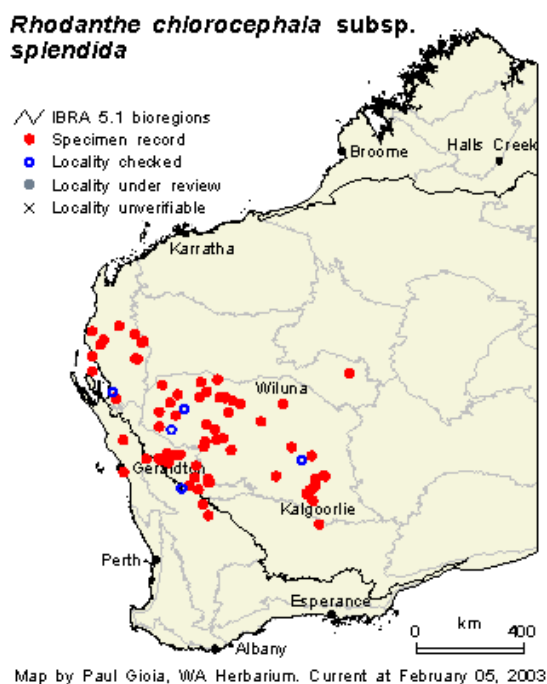 Rhodanthe chlorocephala subsp.
splendida
IBRA 5.1 bioregions
Specimen record
Locality checked
Locality under review
Locality unverifiable
Broome
Halls Creek
Karratha
Wiluna
Geraldton
Kalgoorlie
Perth
Esperance
Albany
km
0 400
Map by Paul Gioia, WA Herbarium. Current at February 05, 2003